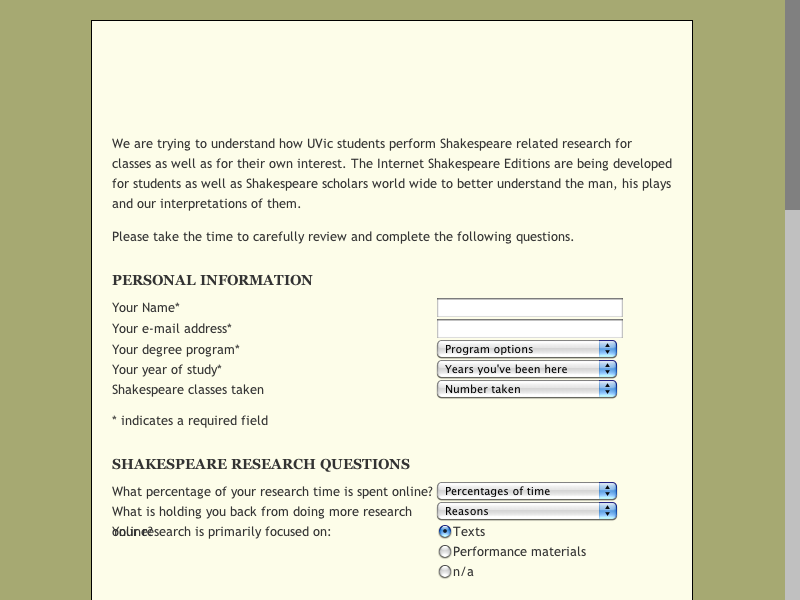 We are trying to understand how UVic students perform Shakespeare related research for
classes as well as for their own interest. The Internet Shakespeare Editions are being developed
for students as well as Shakespeare scholars world wide to better understand the man, his plays
and our interpretations of them.
Please take the time to carefully review and complete the following questions.
PERSONAL INFORMATION
Your Name*
Your e-mail address*
Your degree program* Program options
Your year of study* Years you've been here
Shakespeare classes taken Number taken
* indicates a required field
SHAKESPEARE RESEARCH QUESTIONS
What percentage of your research time is spent online? Percentages of time
What is holding you back from doing more research Reasons
online?
Your research is primarily focused on: Texts
Performance materials
n/a